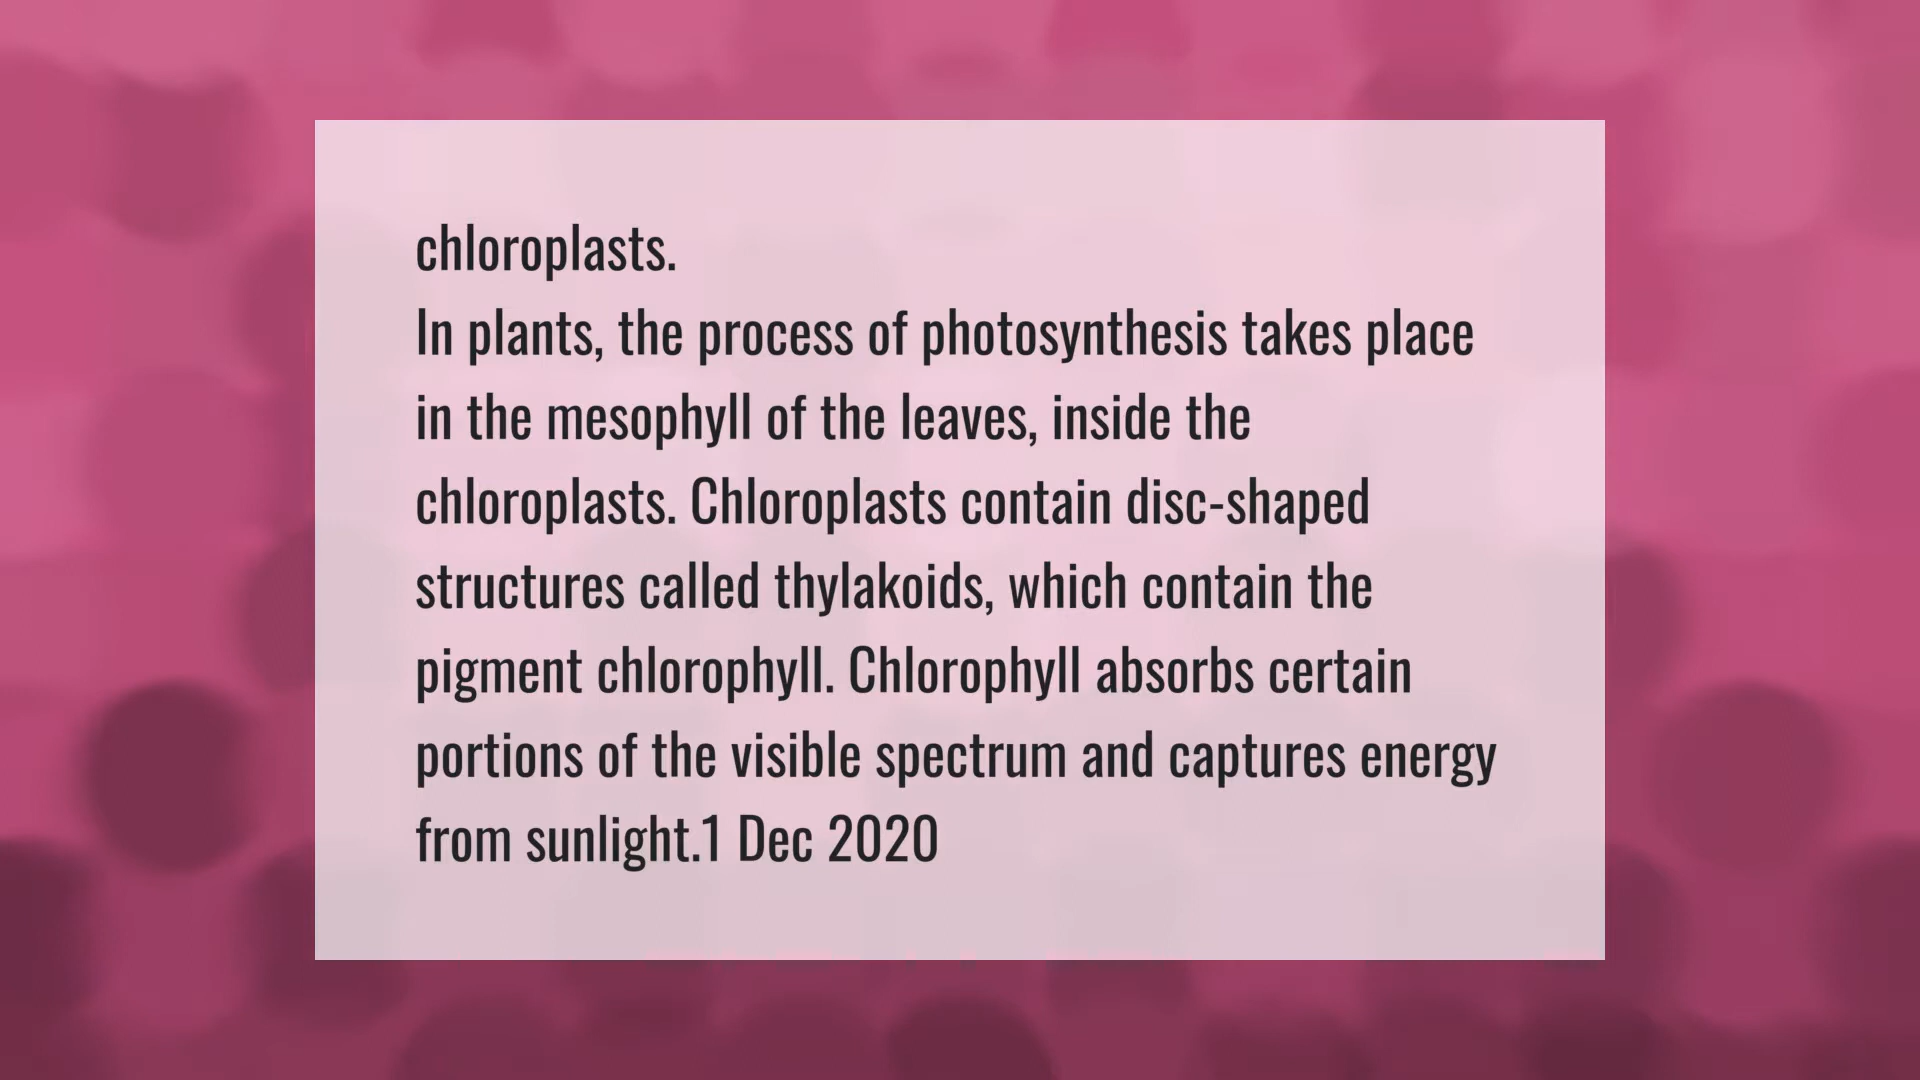 chloroplasts.
In plants, the process of photosynthesis takes place
in the mesophyll of the leaves, inside the
chloroplasts. Chloroplasts contain disc-shaped
structures called thylakoids, which contain the
pigment chlorophyll. Chlorophyll absorbs certain
portions of the visible spectrum and captures energy
from sunlight.1 Dec 2020